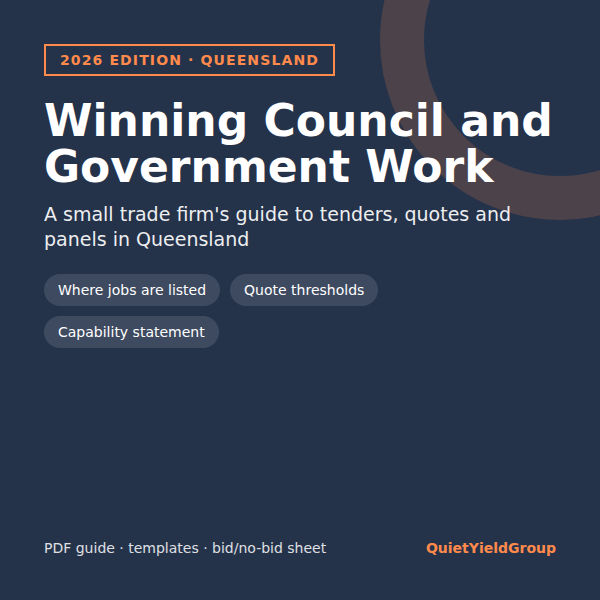 2026 EDITION · QUEENSLAND
Winning Council and
Government Work
A small trade firm's guide to tenders, quotes and
panels in Queensland
Where jobs are listed
Quote thresholds
Capability statement
PDF guide · templates · bid/no-bid sheet
QuietYieldGroup